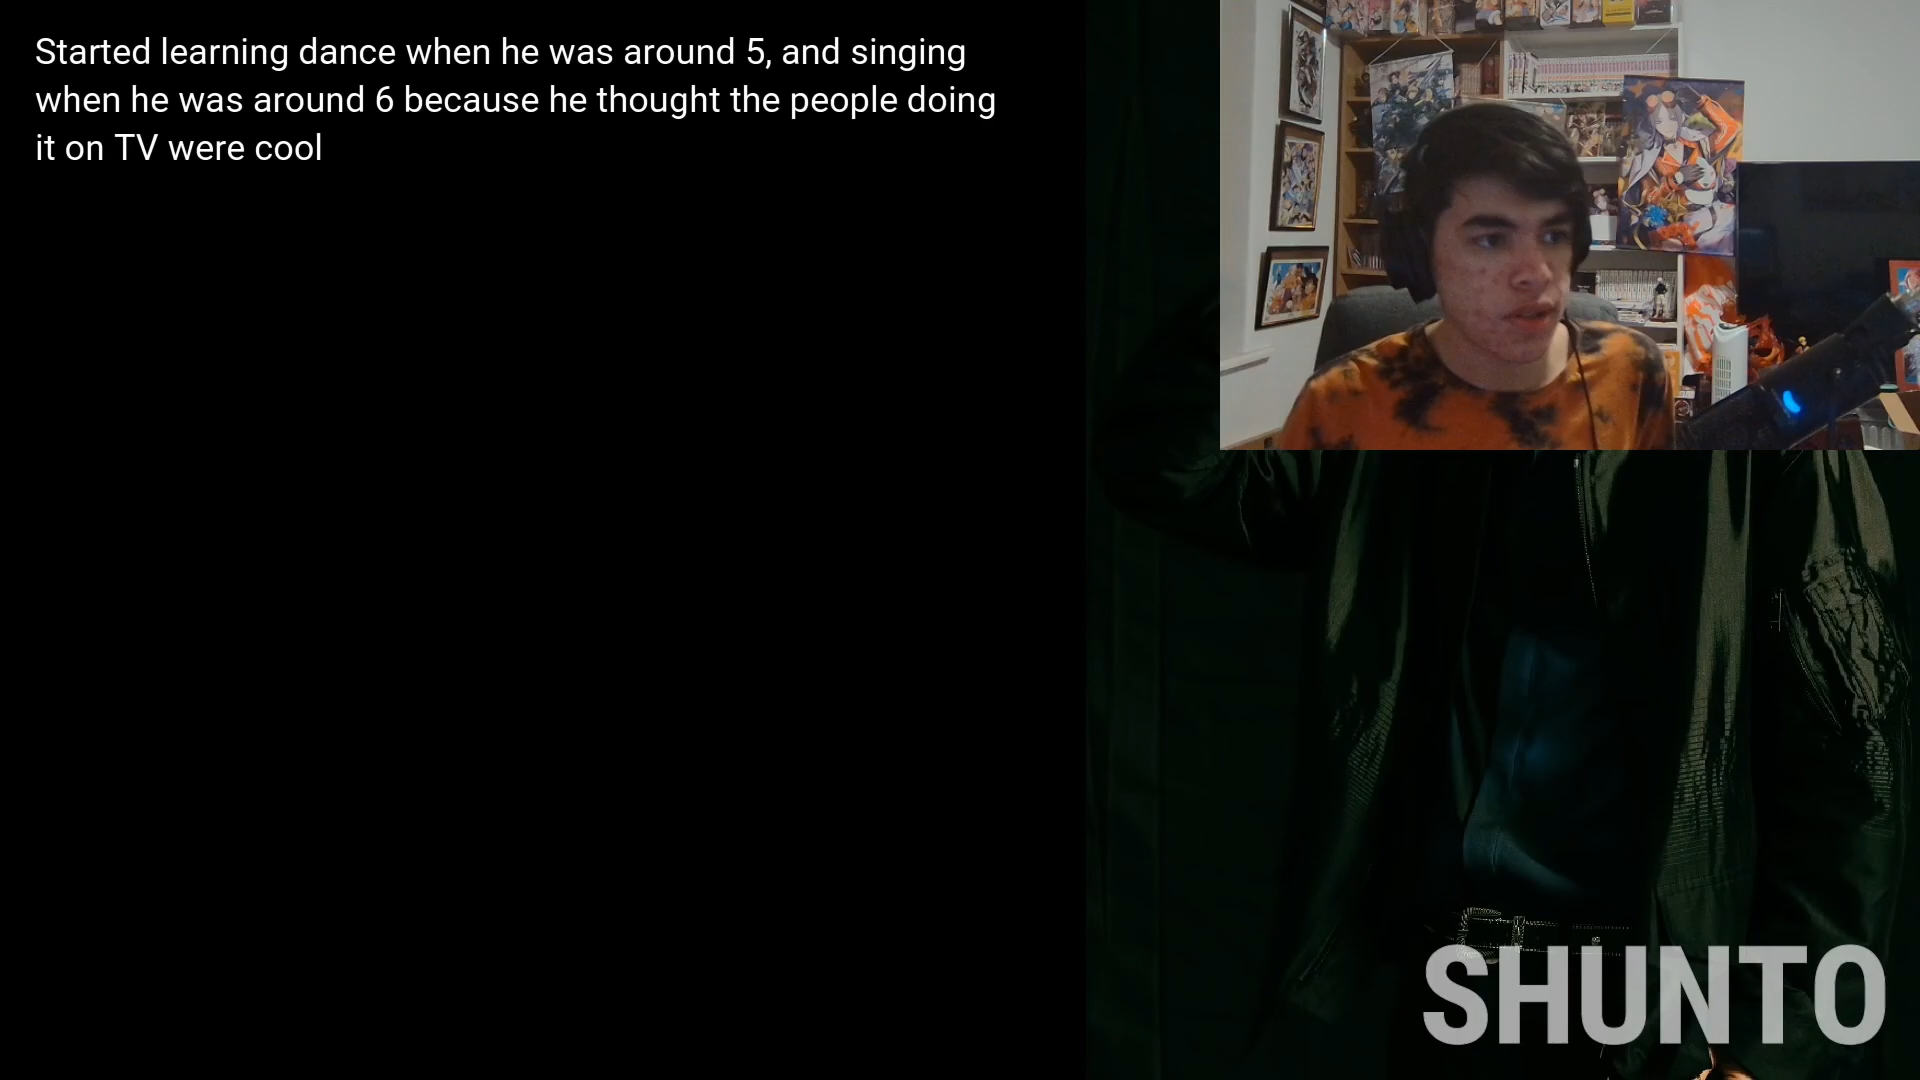 Started learning dance when he was around 5, and singing
when he was around 6 because he thought the people doing
it on TV were cool
SHUNTO